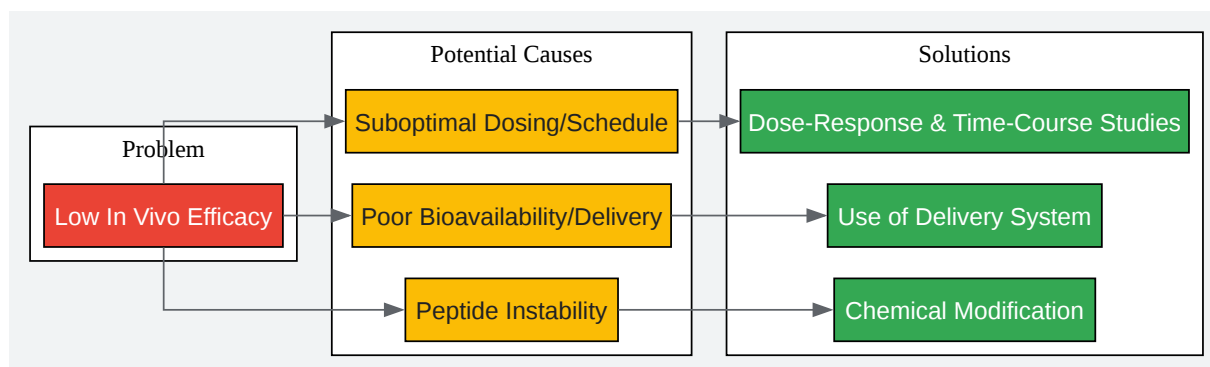 Problem
Low In Vivo Efficacy
Potential Causes
Suboptimal Dosing/Schedule
Poor Bioavailability/Delivery
Peptide Instability
Solutions
Dose-Response & Time-Course Studies
Use of Delivery System
Chemical Modification